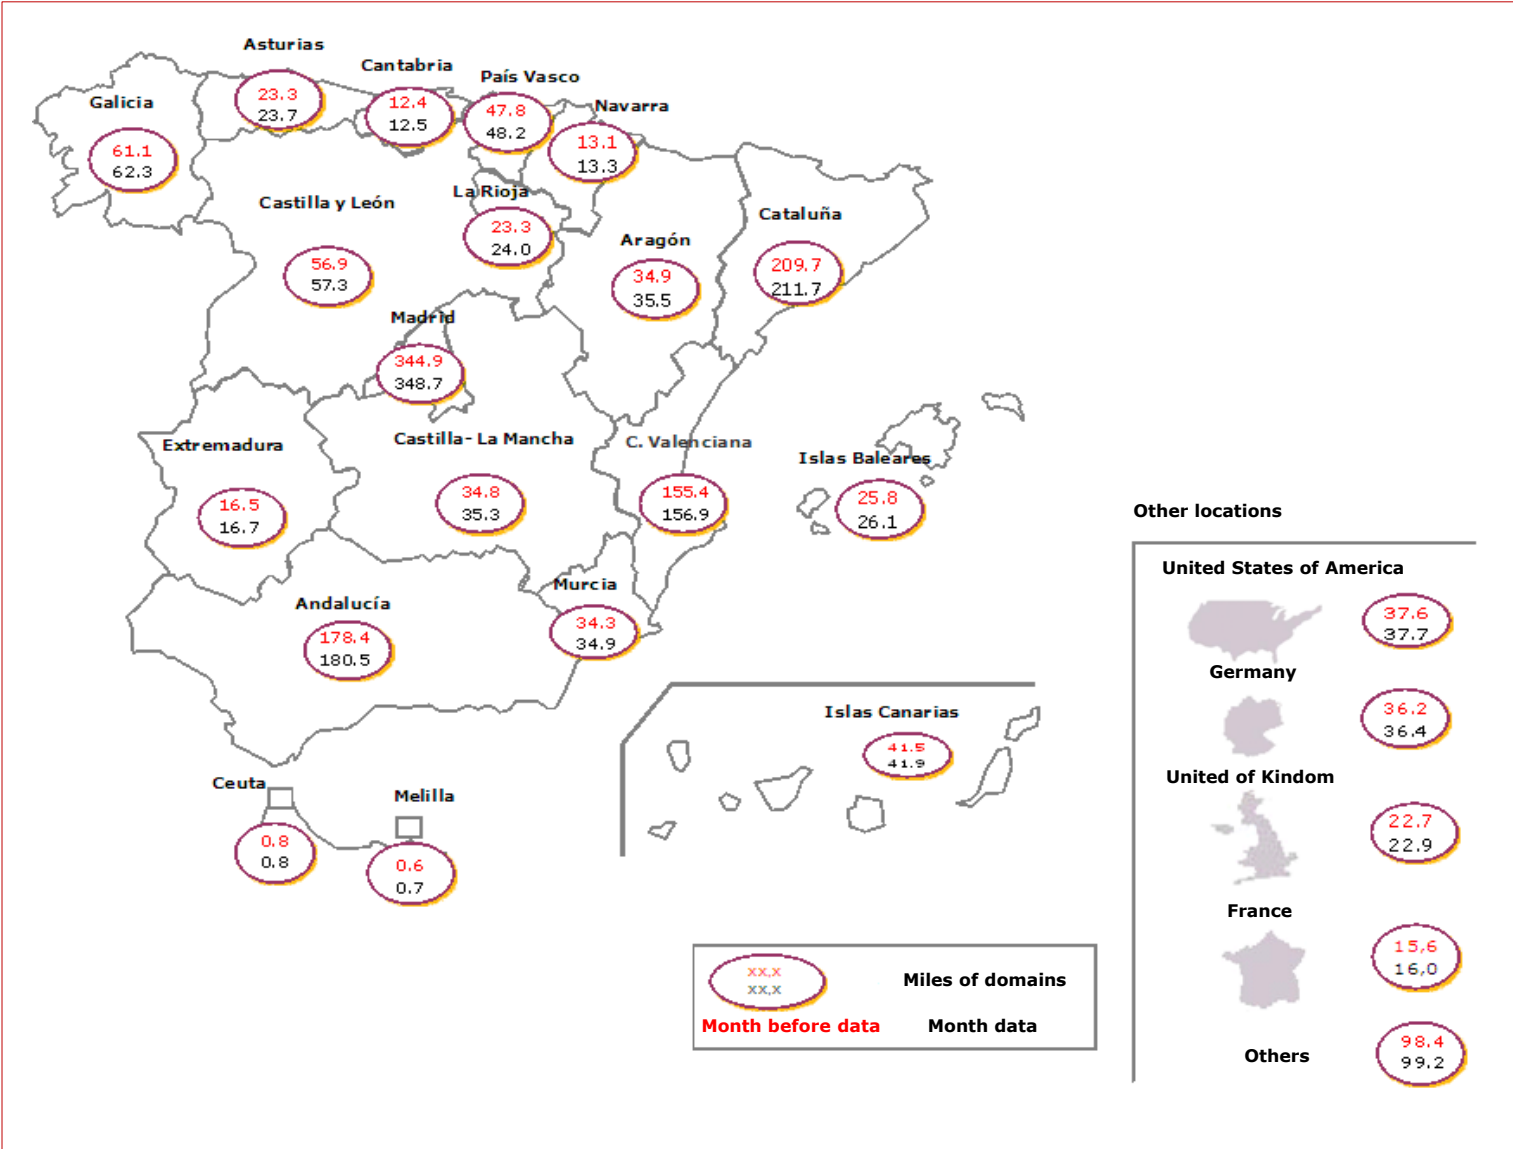 Asturias
23.3
23.7
Cantabria
12.4
12.5
País Vasco
47.8
48.2
Navarra
13.1
13.3
Galicia
61.1
62.3
Castilla y León
56.9
57.3
La Rioja
23.3
24.0
Aragón
34.9
35.5
Cataluña
209.7
211.7
Madrid
344.9
348.7
Extremadura
16.5
16.7
Castilla- La Mancha
34.8
35.3
C. Valenciana
155.4
156.9
Islas Baleares
25.8
26.1
Andalucía
178.4
180.5
Murcia
34.3
34.9
Islas Canarias
41.5
41.9
Ceuta
0.8
0.8
Melilla
0.6
0.7
xx,x
xx,x
Miles of domains
Month before data
Month data
Other locations
United States of America
37.6
37.7
Germany
36.2
36.4
United of Kindom
22.7
22.9
France
15,6
16,0
Others
98.4
99.2